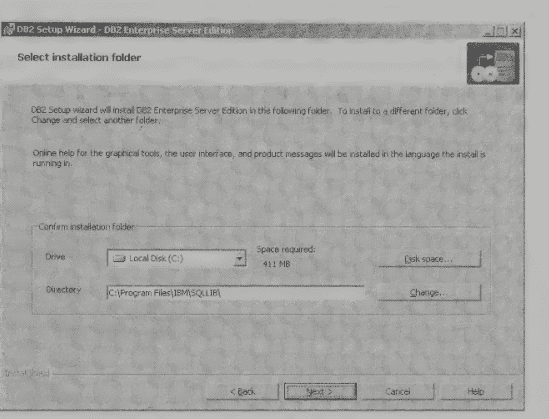 DB2 Setup Wizard - DB2 Enterprise Server Edition
Select installation folder
DB2 Setup wizard will install DB2 Enterprise Server Edition in the following folder. To install to a different folder, click
Change and select another folder.
Online help for the graphical tools, the user interface, and product messages will be installed in the language the install is
running in.
Confirm installation folder
Drive
Local Disk (C:)
Space required:
411 MB
Disk space...
Directory
C:\Program Files\IBM\SQLLIB\
Change...
InstallShield
< Back
Next >
Cancel
Help